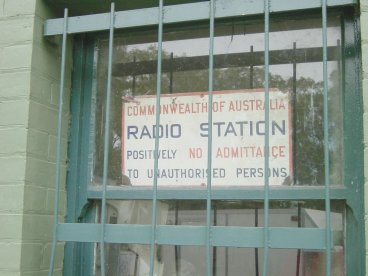 COMMONWEALTH OF AUSTRALIA
RADIO STATION
POSITIVELY NO ADMITTANCE
TO UNAUTHORISED PERSONS